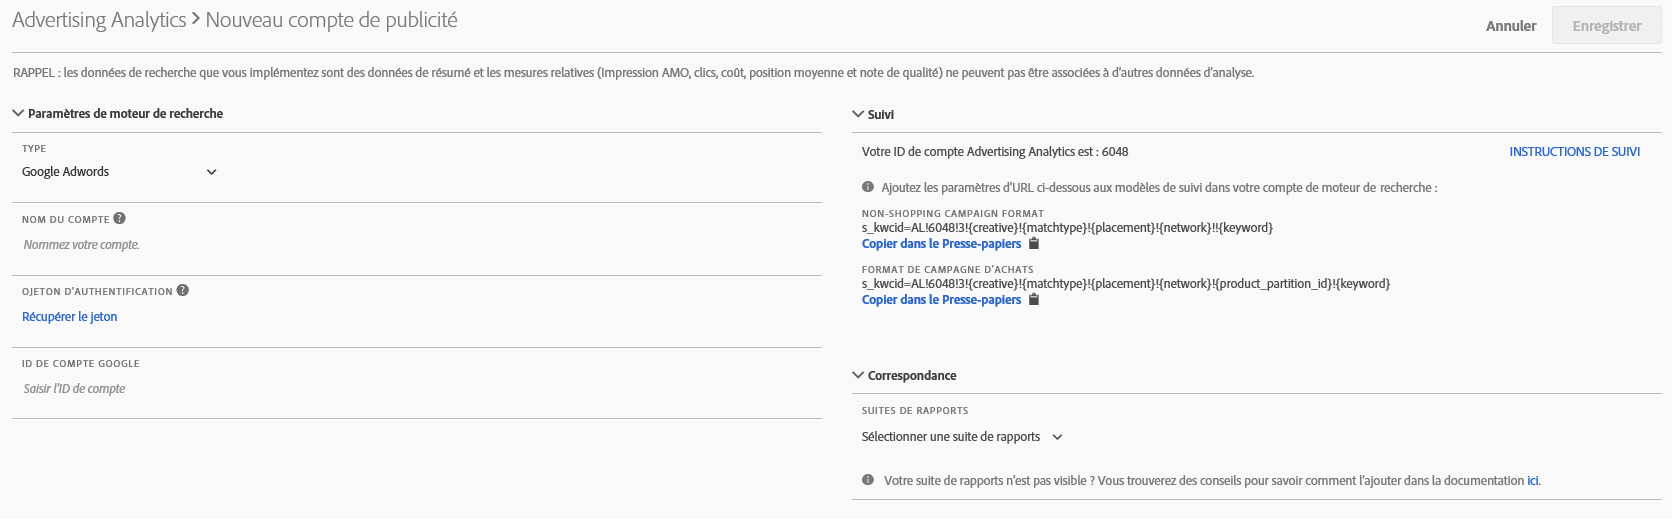 Advertising Analytics > Nouveau compte de publicité
Annuler
Enregistrer
RAPPEL : les données de recherche que vous implémentez sont des données de résumé et les mesures relatives (Impression AMO, clics, coût, position moyenne et note de qualité) ne peuvent pas être associées à d'autres données d'analyse.
Paramètres de moteur de recherche
TYPE
Google Adwords
NOM DU COMPTE ?
Nommez votre compte.
OJETON D'AUTHENTIFICATION ?
Récupérer le jeton
ID DE COMPTE GOOGLE
Saisir l'ID de compte
Suivi
Votre ID de compte Advertising Analytics est : 6048
INSTRUCTIONS DE SUIVI
Ajoutez les paramètres d'URL ci-dessous aux modèles de suivi dans votre compte de moteur de recherche :
NON-SHOPPING CAMPAIGN FORMAT
s_kwcid=AL!6048!3!{creative}!{matchtype}!{placement}!{network}!!{keyword}
Copier dans le Presse-papiers
FORMAT DE CAMPAGNE D'ACHATS
s_kwcid=AL!6048!3!{creative}!{matchtype}!{placement}!{network}!{product_partition_id}!{keyword}
Copier dans le Presse-papiers
Correspondance
SUITES DE RAPPORTS
Sélectionner une suite de rapports
Votre suite de rapports n'est pas visible ? Vous trouverez des conseils pour savoir comment l'ajouter dans la documentation ici.